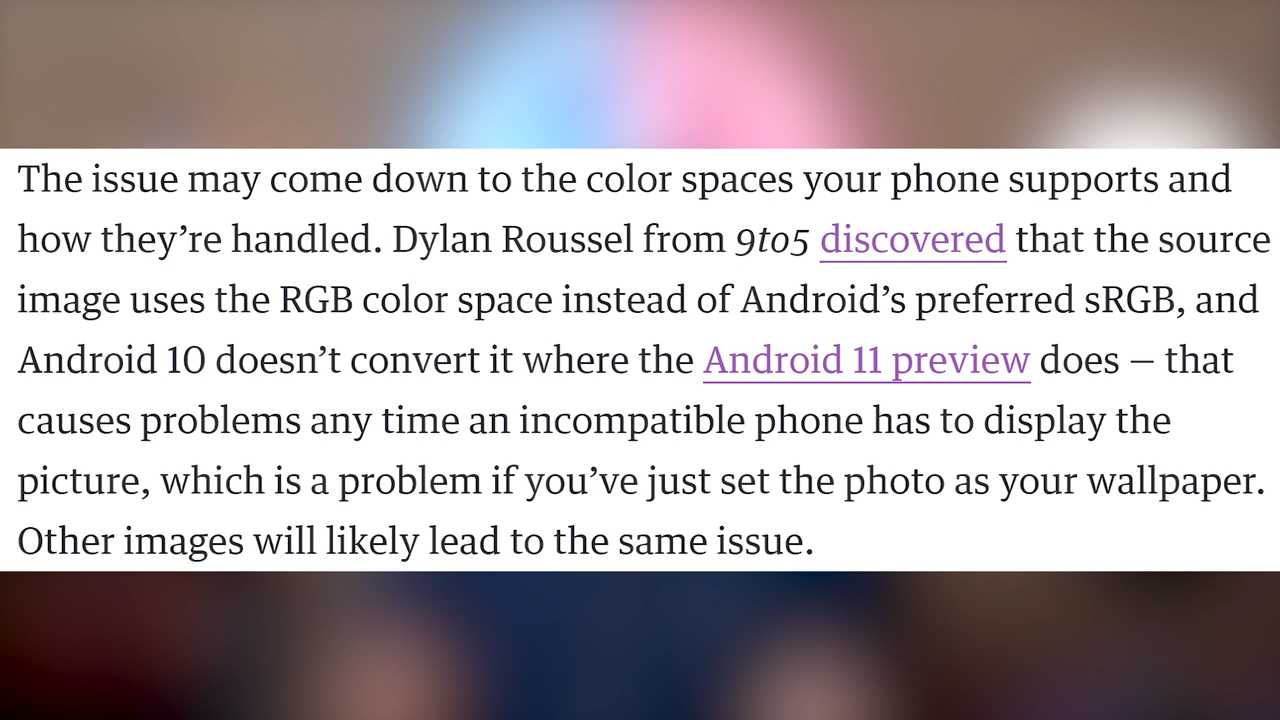 The issue may come down to the color spaces your phone supports and
how they’re handled. Dylan Roussel from 9to5 discovered that the source
image uses the RGB color space instead of Android’s preferred sRGB, and
Android 10 doesn’t convert it where the Android 11 preview does — that
causes problems any time an incompatible phone has to display the
picture, which is a problem if you’ve just set the photo as your wallpaper.
Other images will likely lead to the same issue.